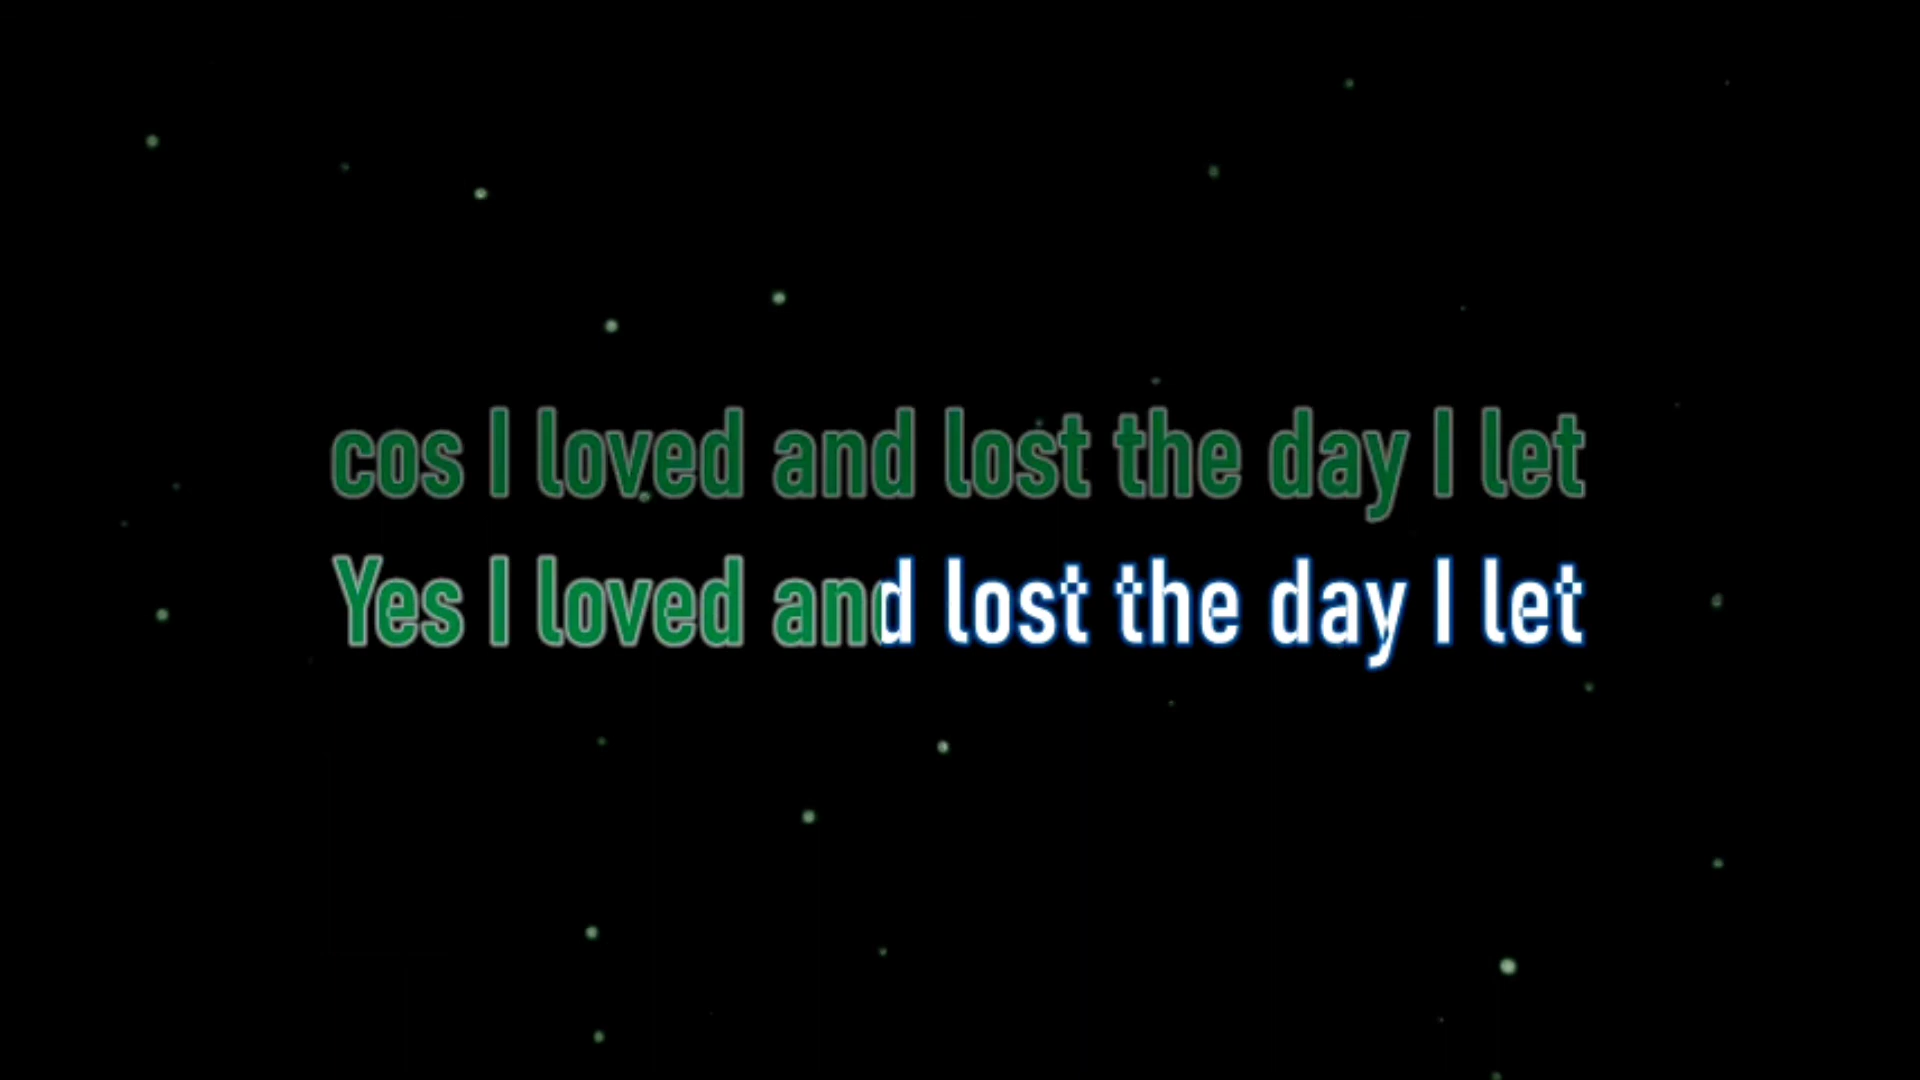 cos I loved and lost the day I let
Yes I loved and lost the day I let